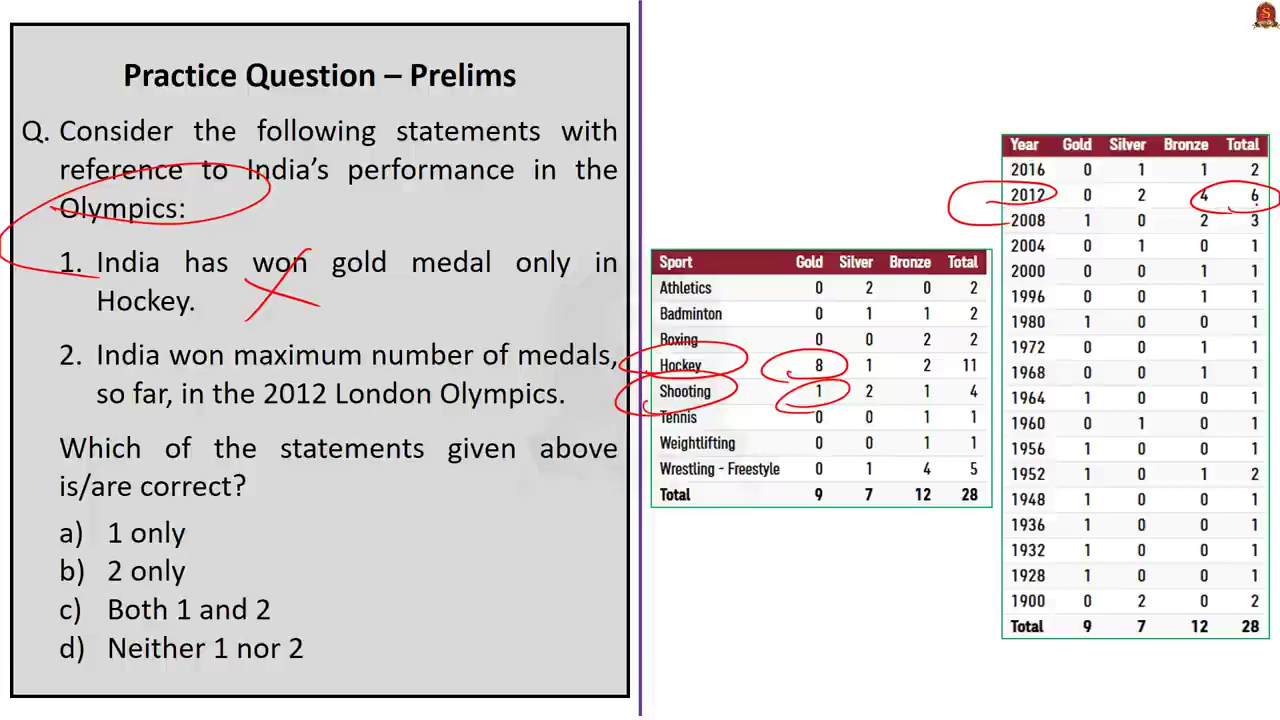 Practice Question – Prelims
Q. Consider the following statements with
reference to India's performance in the
Olympics:
1. India has won gold medal only in
Hockey.
2. India won maximum number of medals,
so far, in the 2012 London Olympics.
Which of the statements given above
is/are correct?
a) 1 only
b) 2 only
c) Both 1 and 2
d) Neither 1 nor 2
Sport Gold Silver Bronze Total
Athletics 0 2 0 2
Badminton 0 1 1 2
Boxing 0 0 2 2
Hockey 8 1 2 11
Shooting 1 2 1 4
Tennis 0 0 1 1
Weightlifting 0 0 1 1
Wrestling - Freestyle 0 1 4 5
Total 9 7 12 28
Year Gold Silver Bronze Total
2016 0 1 1 2
2012 0 2 4 6
2008 1 0 2 3
2004 0 1 0 1
2000 0 0 1 1
1996 0 0 1 1
1980 1 0 0 1
1972 0 0 1 1
1968 0 0 1 1
1964 1 0 0 1
1960 0 1 0 1
1956 1 0 0 1
1952 1 0 1 2
1948 1 0 0 1
1936 1 0 0 1
1932 1 0 0 1
1928 1 0 0 1
1900 0 2 0 2
Total 9 7 12 28